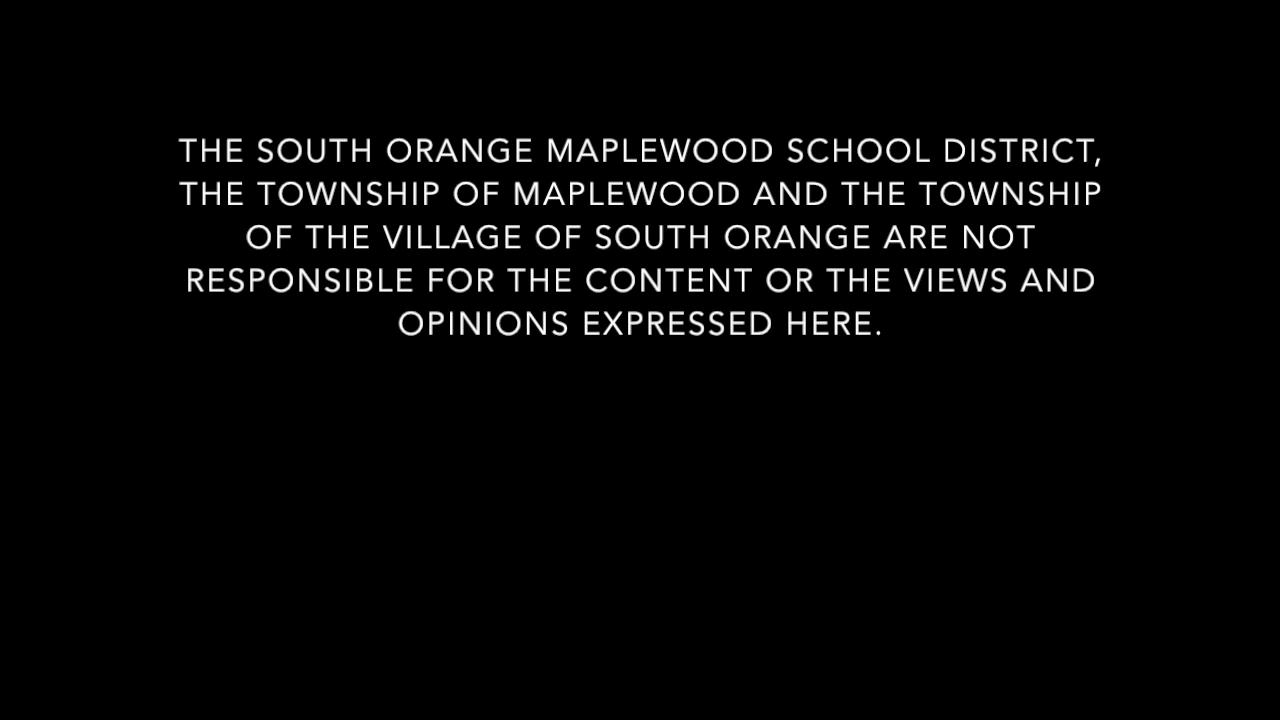 THE SOUTH ORANGE MAPLEWOOD SCHOOL DISTRICT,
THE TOWNSHIP OF MAPLEWOOD AND THE TOWNSHIP
OF THE VILLAGE OF SOUTH ORANGE ARE NOT
RESPONSIBLE FOR THE CONTENT OR THE VIEWS AND
OPINIONS EXPRESSED HERE.